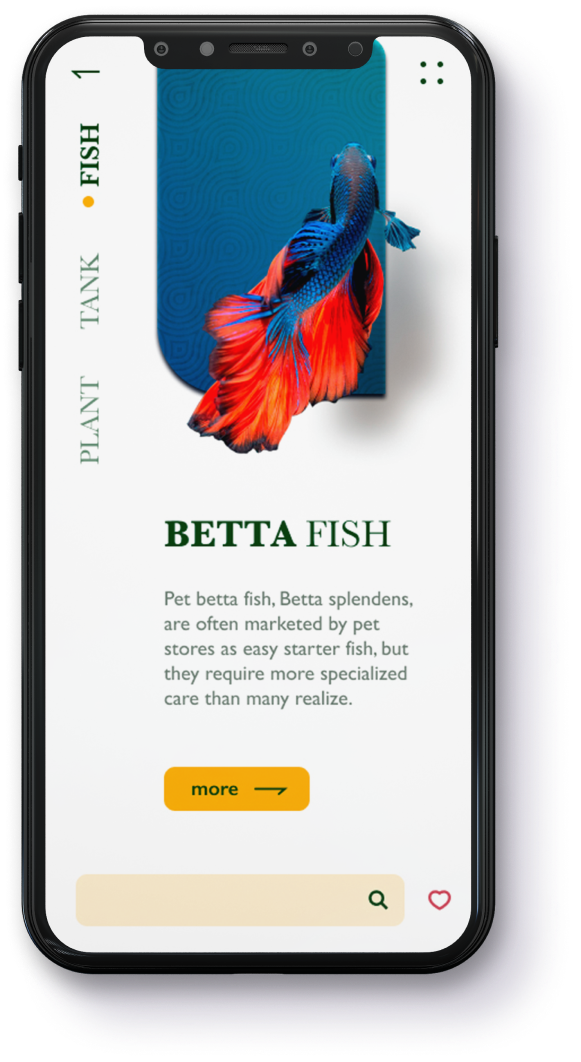 FISH
TANK
PLANT
BETTA FISH
Pet betta fish, Betta splendens,
are often marketed by pet
stores as easy starter fish, but
they require more specialized
care than many realize.
more